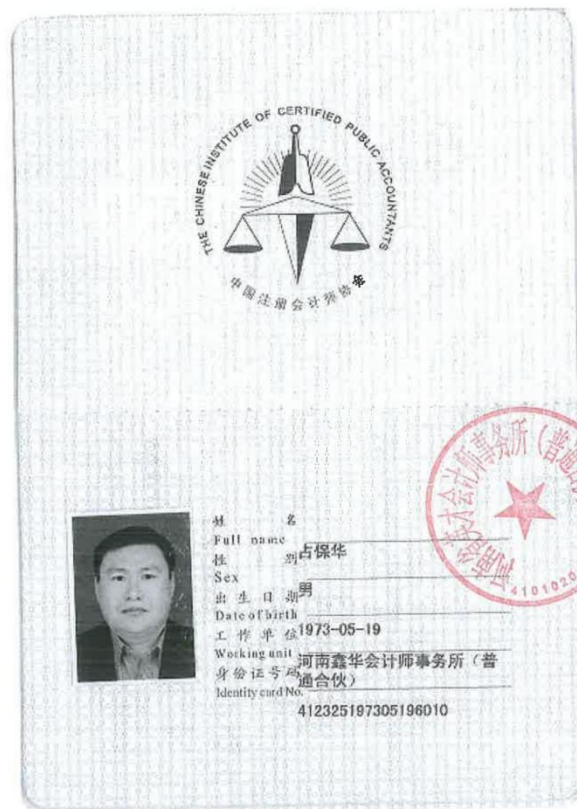 THE CHINESE INSTITUTE OF CERTIFIED PUBLIC ACCOUNTANTS
中国注册会计师协会
会计师事务所（普通
4101020
姓 名
Full name
占保华
性 别
Sex
男
出 生 日 期
Date of birth
1973-05-19
工 作 单 位
Working unit
河南鑫华会计师事务所（普
通合伙）
身份证号码
Identity card No.
412325197305196010